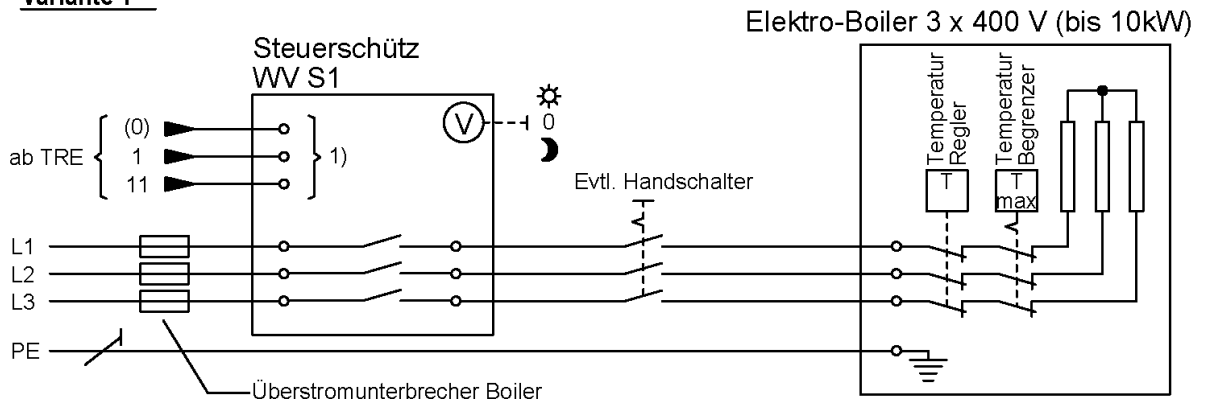 Variante 1
Elektro-Boiler 3 x 400 V (bis 10kW)
Steuerschütz
WV S1
ab TRE
(0)
1
11
1)
V
0
Evtl. Handschalter
Temperatur
Regler
T
Temperatur
Begrenzer
T
max
L1
L2
L3
PE
Überstromunterbrecher Boiler